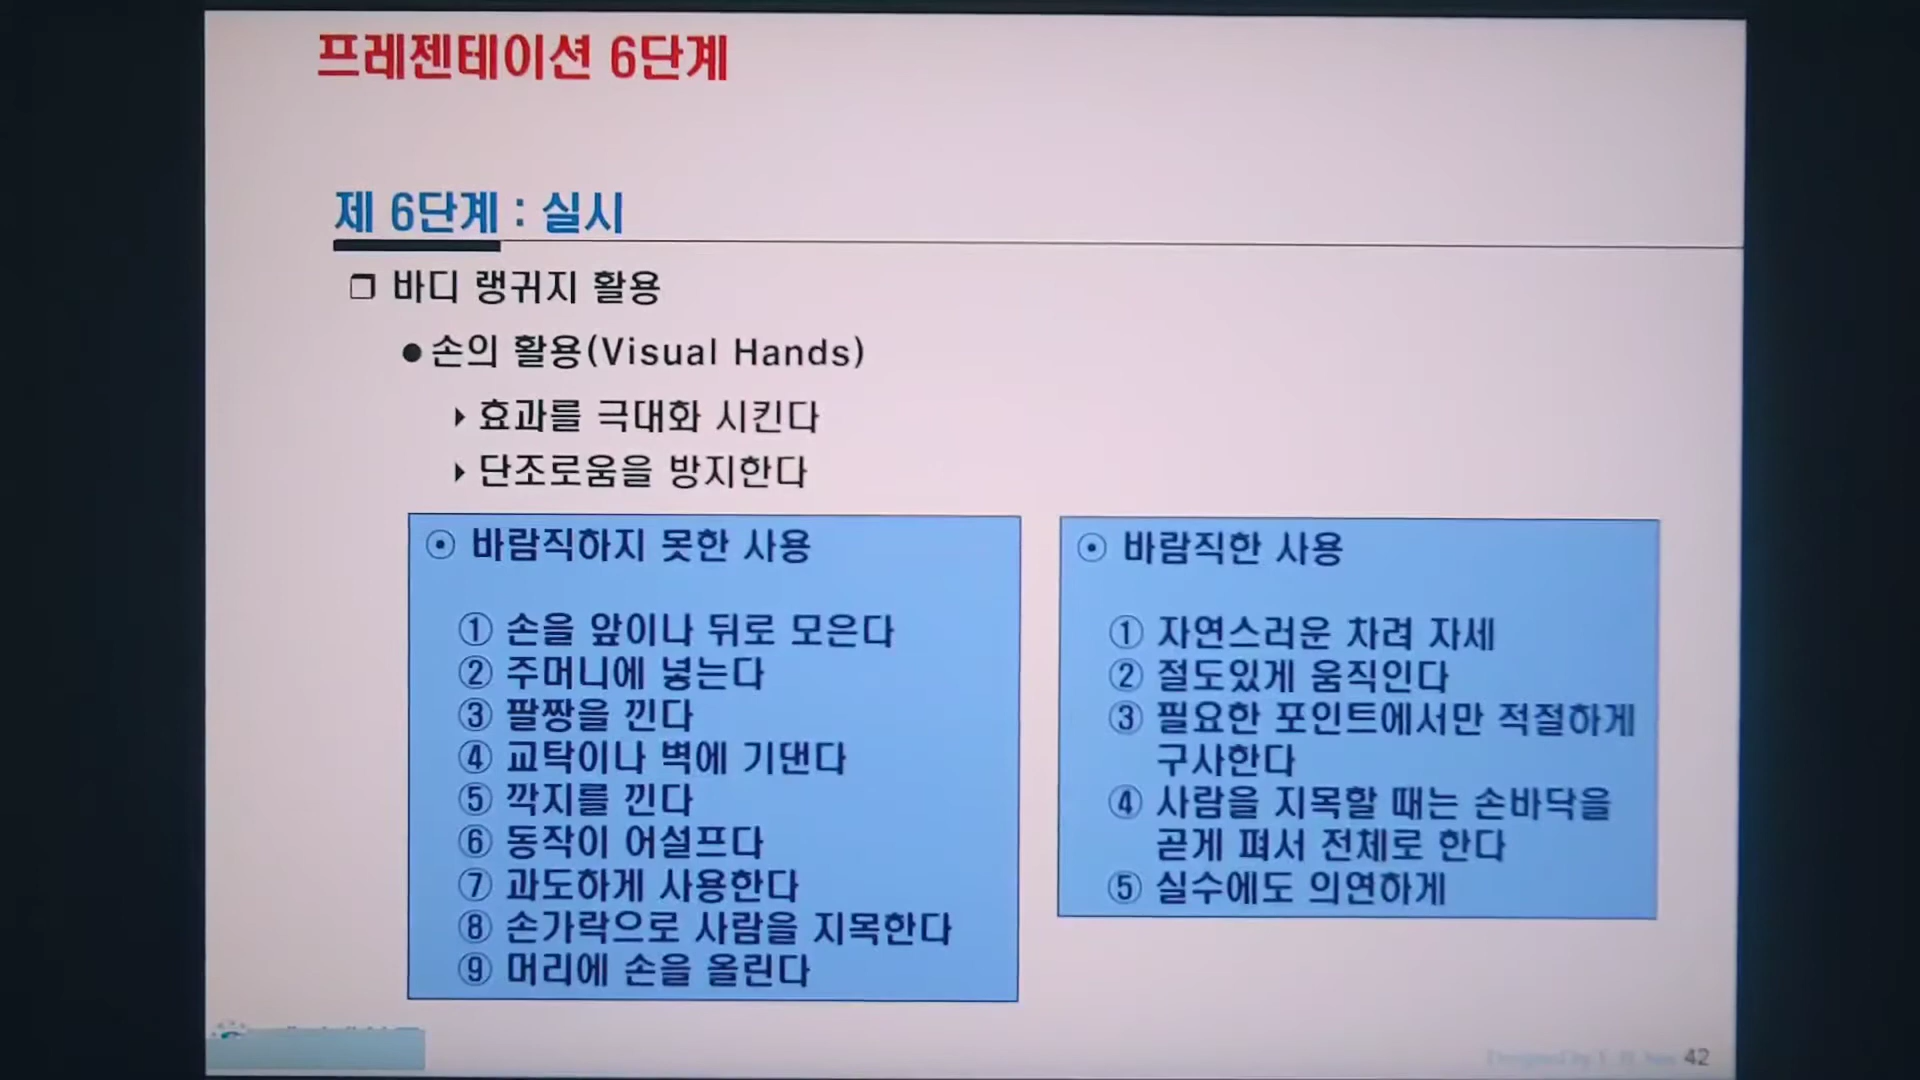 프레젠테이션 6단계
제 6단계 : 실시
❐ 바디 랭귀지 활용
●손의 활용(Visual Hands)
▸효과를 극대화 시킨다
▸단조로움을 방지한다
⊙ 바람직하지 못한 사용
① 손을 앞이나 뒤로 모은다
② 주머니에 넣는다
③ 팔짱을 낀다
④ 교탁이나 벽에 기댄다
⑤ 깍지를 낀다
⑥ 동작이 어설프다
⑦ 과도하게 사용한다
⑧ 손가락으로 사람을 지목한다
⑨ 머리에 손을 올린다
⊙ 바람직한 사용
① 자연스러운 차려 자세
② 절도있게 움직인다
③ 필요한 포인트에서만 적절하게
구사한다
④ 사람을 지목할 때는 손바닥을
곧게 펴서 전체로 한다
⑤ 실수에도 의연하게
42